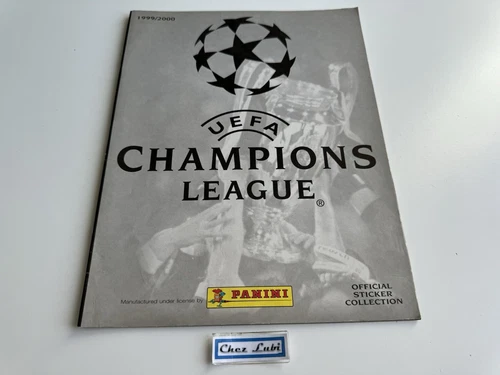 1999/2000
UEFA
CHAMPIONS
LEAGUE®
Manufactured under license by
PANINI
OFFICIAL
STICKER
COLLECTION
Chez Lubi